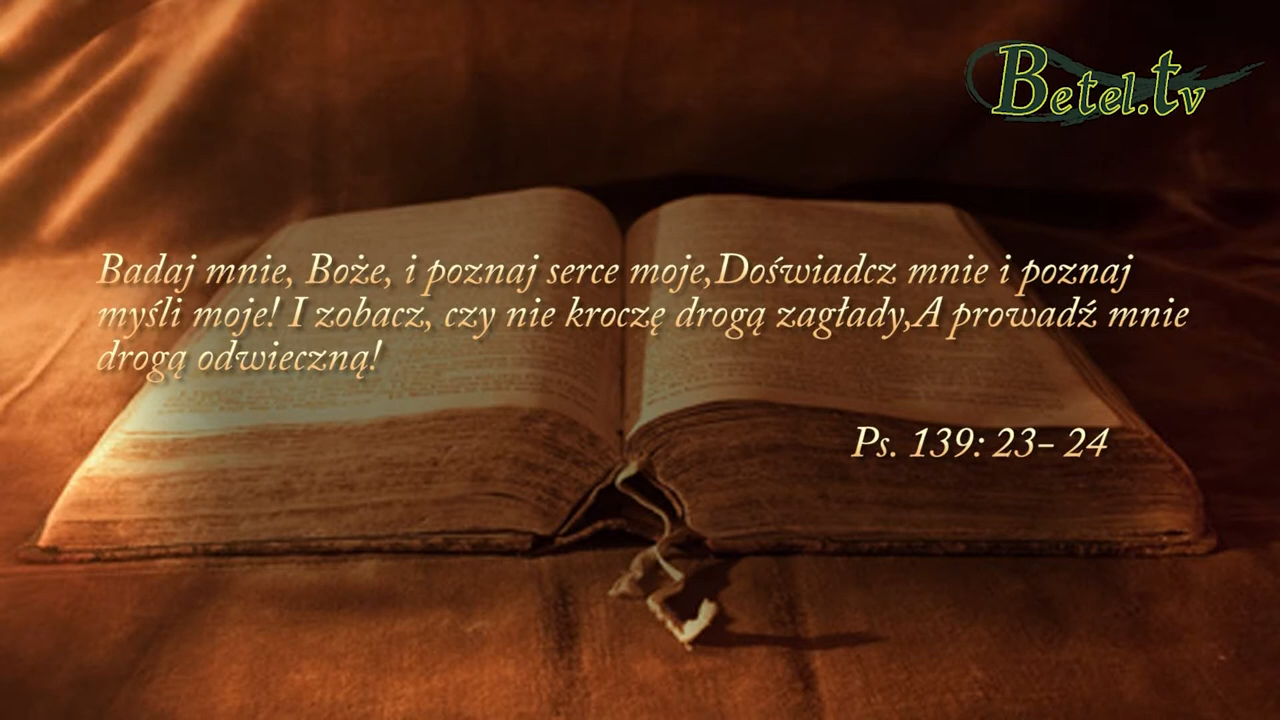 Betel.tv
Badaj mnie, Boże, i poznaj serce moje,Doświadcz mnie i poznaj
myśli moje! I zobacz, czy nie kroczę drogą zagłady,A prowadź mnie
drogą odwieczną!
Ps. 139: 23- 24